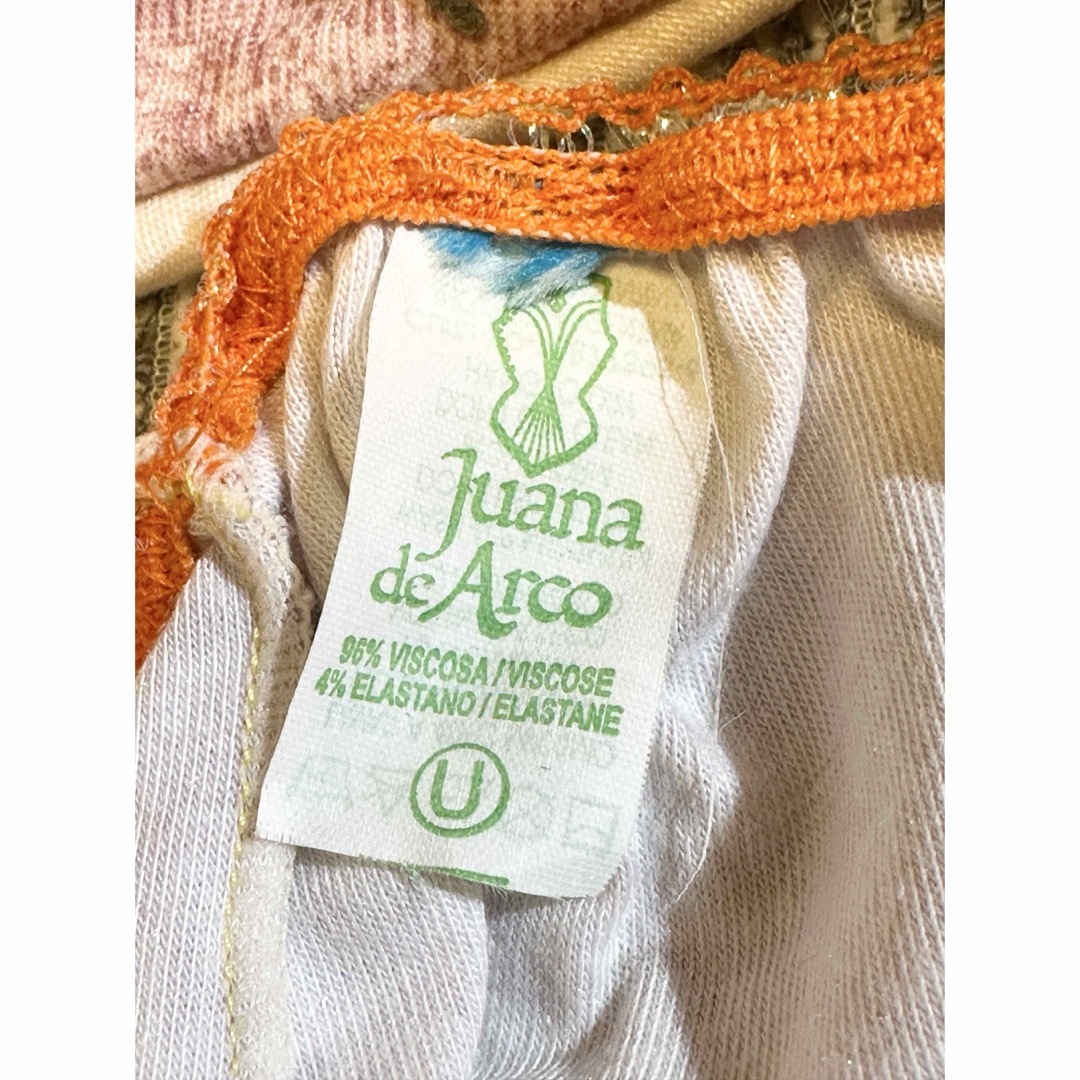 Juana
de Arco
96% VISCOSA / VISCOSE
4% ELASTANO / ELASTANE
U